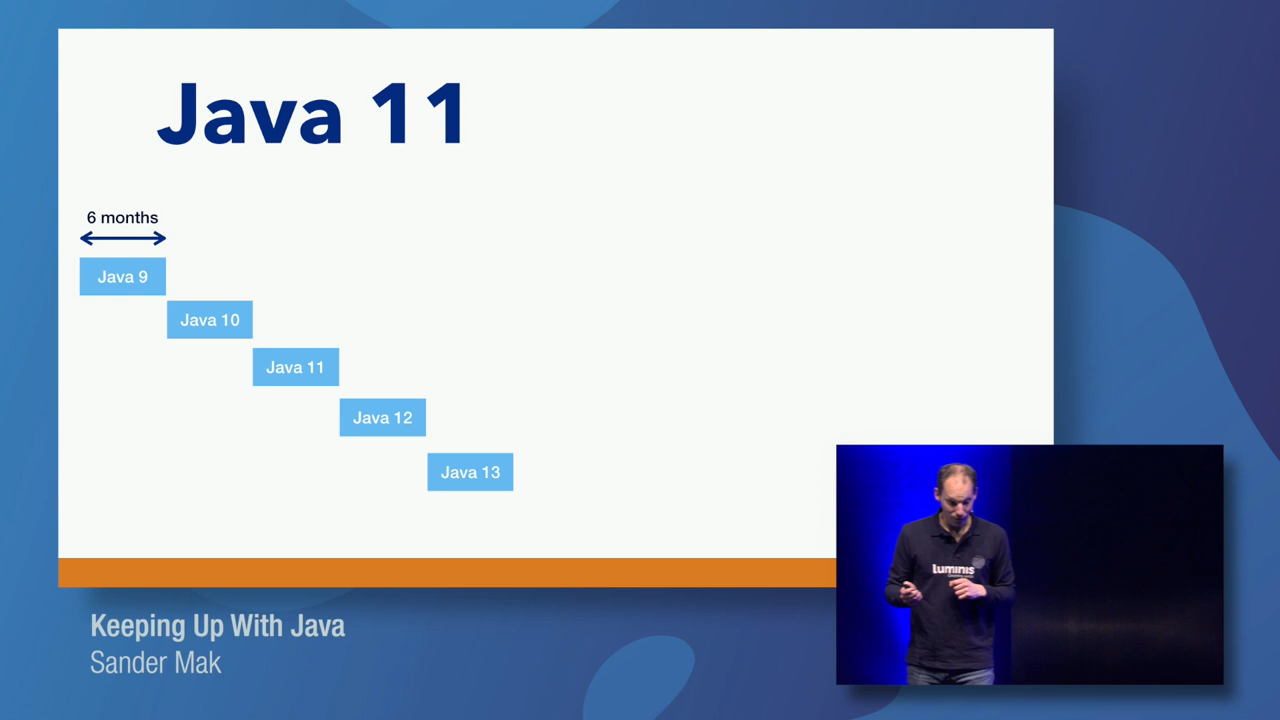 Java 11
6 months
Java 9
Java 10
Java 11
Java 12
Java 13
luminis
Keeping Up With Java
Sander Mak